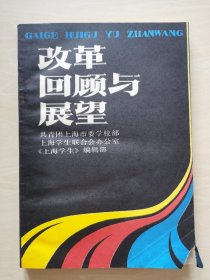 GAIGE HUIGU YU ZHANWANG
改革
回顾与
展望
共青团上海市委学校部
上海学生联合会办公室
《上海学生》编辑部